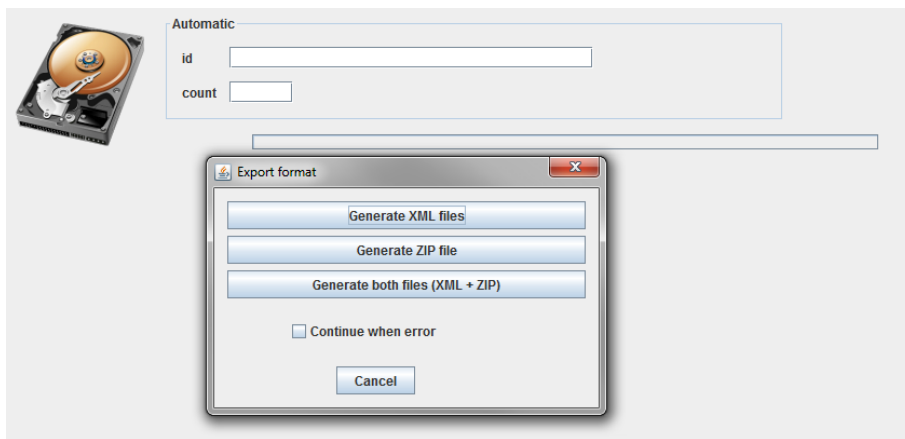 Automatic
id
count
Export format
Generate XML files
Generate ZIP file
Generate both files (XML + ZIP)
Continue when error
Cancel